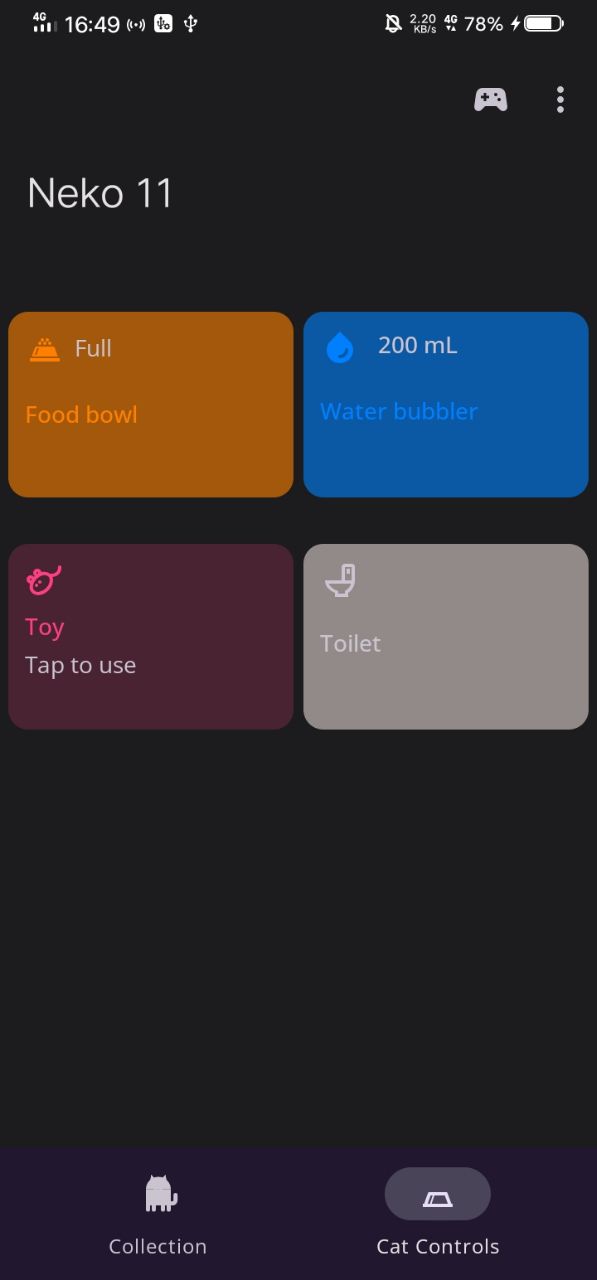 4G 16:49 2.20 KB/s 4G 78%
Neko 11
Full
Food bowl
200 mL
Water bubbler
Toy
Tap to use
Toilet
Collection
Cat Controls